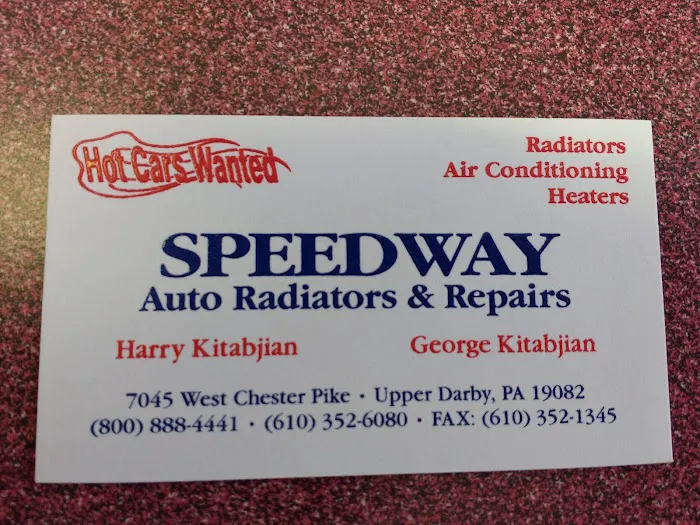 Hot Cars Wanted
Radiators
Air Conditioning
Heaters
SPEEDWAY
Auto Radiators & Repairs
Harry Kitabjian
George Kitabjian
7045 West Chester Pike • Upper Darby, PA 19082
(800) 888-4441 • (610) 352-6080 • FAX: (610) 352-1345